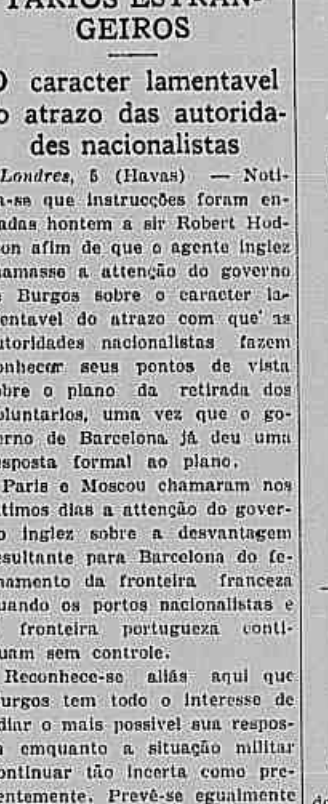 TARIOS ESTRAN-
GEIROS
O caracter lamentavel
o atrazo das autorida-
des nacionalistas
Londres, 5 (Havas) — Noti-
a-se que instrucções foram en-
adas hontem a sir Robert Hod-
on afim de que o agente inglez
hamasse a attenção do governo
e Burgos sobre o caracter la-
entavel do atrazo com que as
utoridades nacionalistas fazem
onhecer seus pontos de vista
obre o plano da retirada dos
oluntarios, uma vez que o go-
erno de Barcelona já deu uma
esposta formal ao plano.
Paris e Moscou chamaram nos
ltimos dias a attenção do gover-
o inglez sobre a desvantagem
esultante para Barcelona do fe-
hamento da fronteira franceza
uando os portos nacionalistas e
fronteira portugueza conti-
uam sem controle.
Reconhece-se aliás aqui que
urgos tem todo o interesse de
diar o mais possivel sua respos-
a emquanto a situação militar
ontinuar tão incerta como pre-
entemente. Prevê-se egualmente